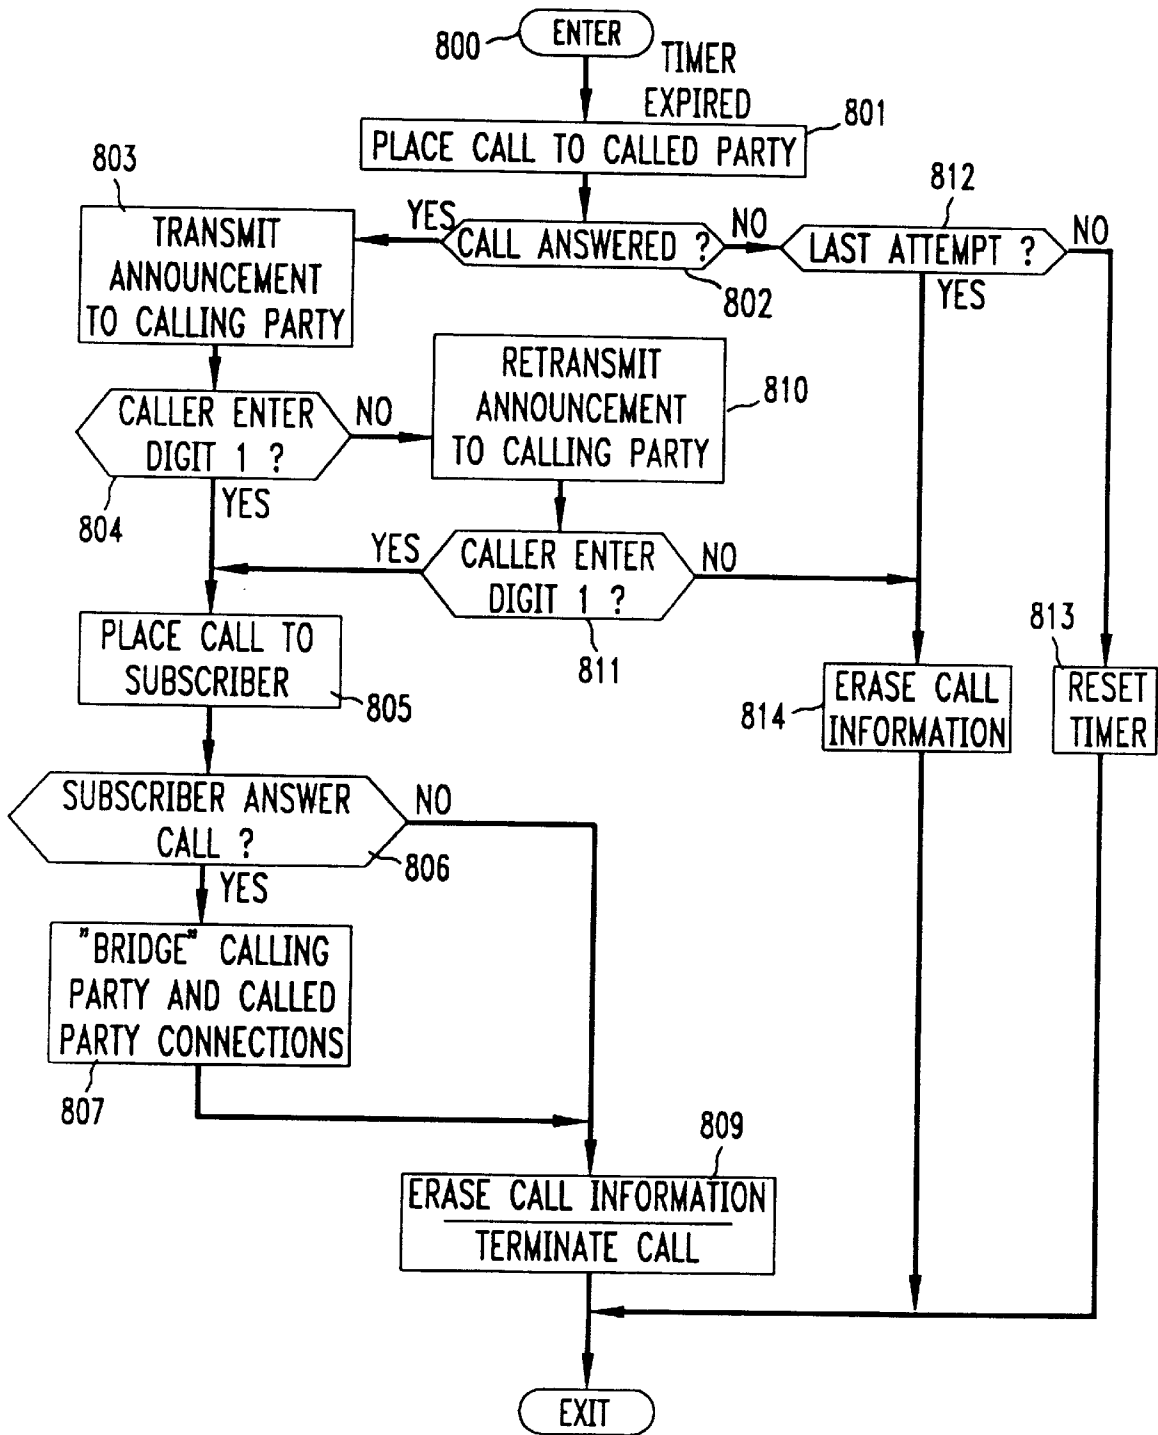 800
ENTER
TIMER
EXPIRED
801
PLACE CALL TO CALLED PARTY
803
812
YES
CALL ANSWERED ?
NO
LAST ATTEMPT ?
NO
802
YES
TRANSMIT
ANNOUNCEMENT
TO CALLING PARTY
RETRANSMIT
ANNOUNCEMENT
TO CALLING PARTY
810
CALLER ENTER
DIGIT 1 ?
NO
804
YES
YES
CALLER ENTER
DIGIT 1 ?
NO
811
813
PLACE CALL TO
SUBSCRIBER
805
814
ERASE CALL
INFORMATION
RESET
TIMER
SUBSCRIBER ANSWER
CALL ?
NO
806
YES
"BRIDGE" CALLING
PARTY AND CALLED
PARTY CONNECTIONS
807
809
ERASE CALL INFORMATION
TERMINATE CALL
EXIT